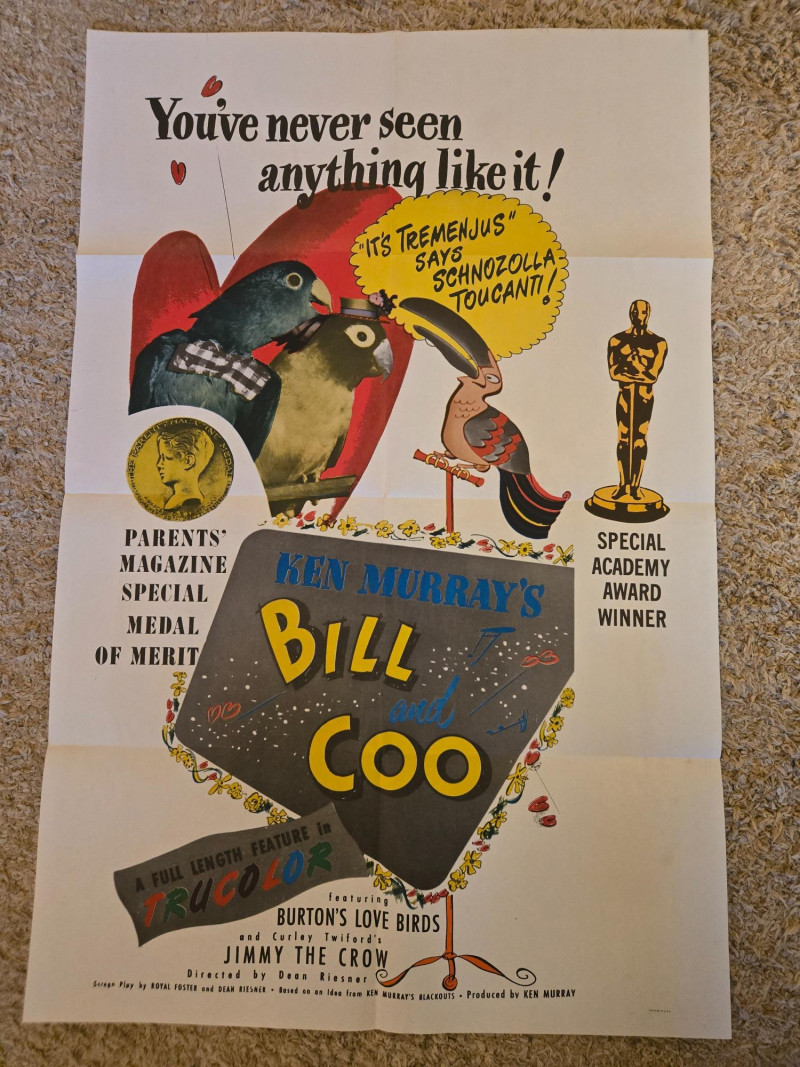 You've never seen
anything like it!
"IT'S TREMENJUS"
SAYS
SCHNOZOLLA
TOUCANTI!
PARENTS'
MAGAZINE
SPECIAL
MEDAL
OF MERIT
SPECIAL
ACADEMY
AWARD
WINNER
KEN MURRAY'S
BILL
and
COO
A FULL LENGTH FEATURE in
TRUCOLOR
featuring
BURTON'S LOVE BIRDS
and Curley Twiford's
JIMMY THE CROW
Directed by Dean Riesner
Screen Play by ROYAL FOSTER and DEAN RIESNER • Based on an Idea from KEN MURRAY'S BLACKOUTS • Produced by KEN MURRAY